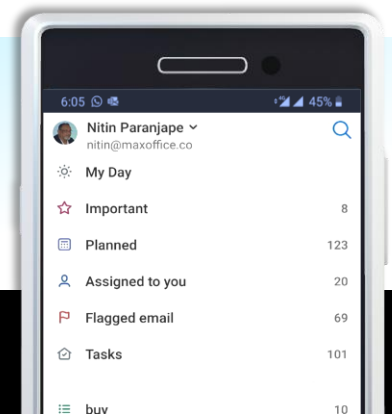 6:05 45%
Nitin Paranjape
nitin@maxoffice.co
My Day
Important 8
Planned 123
Assigned to you 20
Flagged email 69
Tasks 101
buy 10